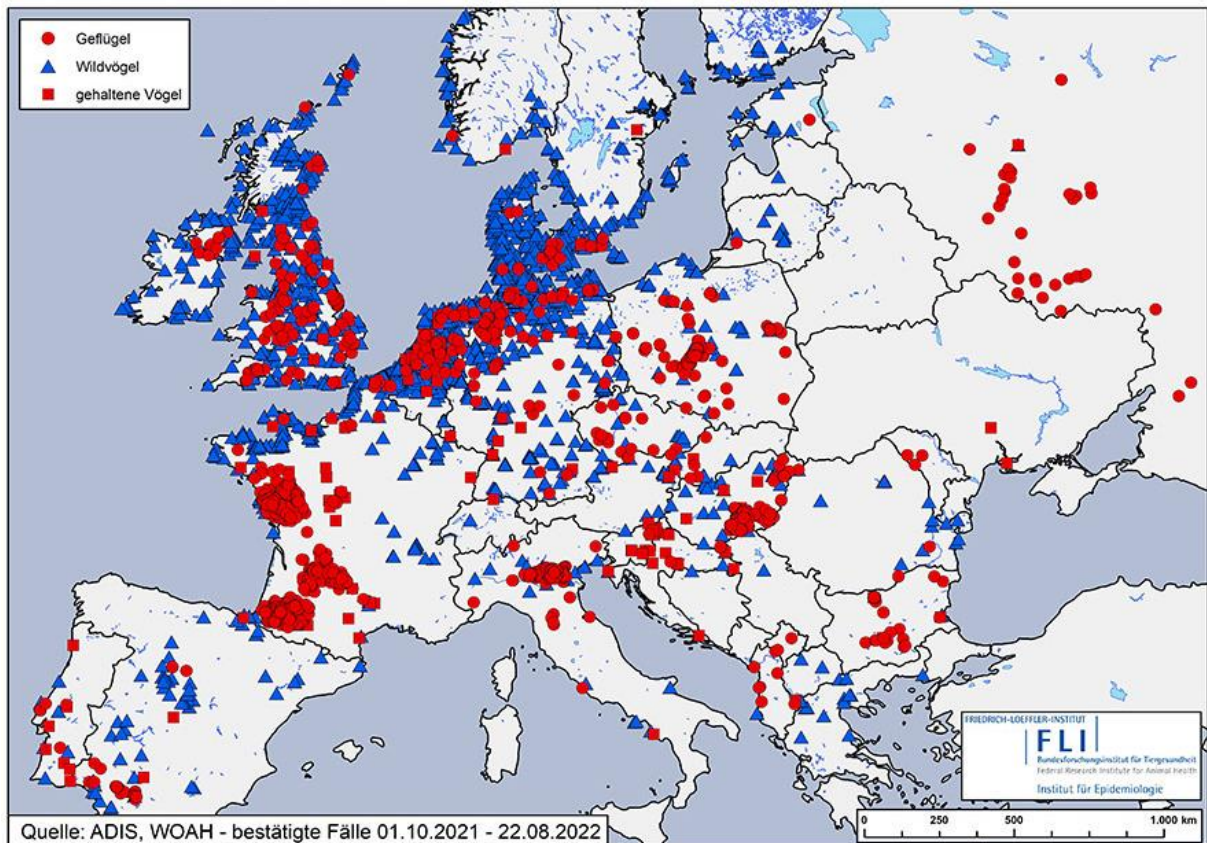 Geflügel
Wildvögel
gehaltene Vögel
FRIEDRICH-LOEFFLER-INSTITUT
FLI
Bundesforschungsinstitut für Tiergesundheit
Federal Research Institute for Animal Health
Institut für Epidemiologie
Quelle: ADIS, WOAH - bestätigte Fälle 01.10.2021 - 22.08.2022
0 250 500 1.000 km